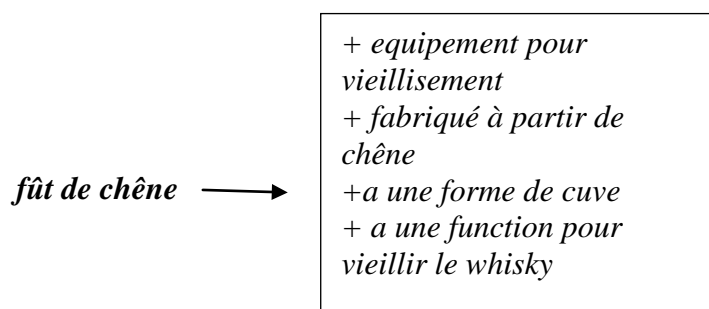 fût de chêne
+ equipement pour
vieillisement
+ fabriqué à partir de
chêne
+a une forme de cuve
+ a une function pour
vieillir le whisky